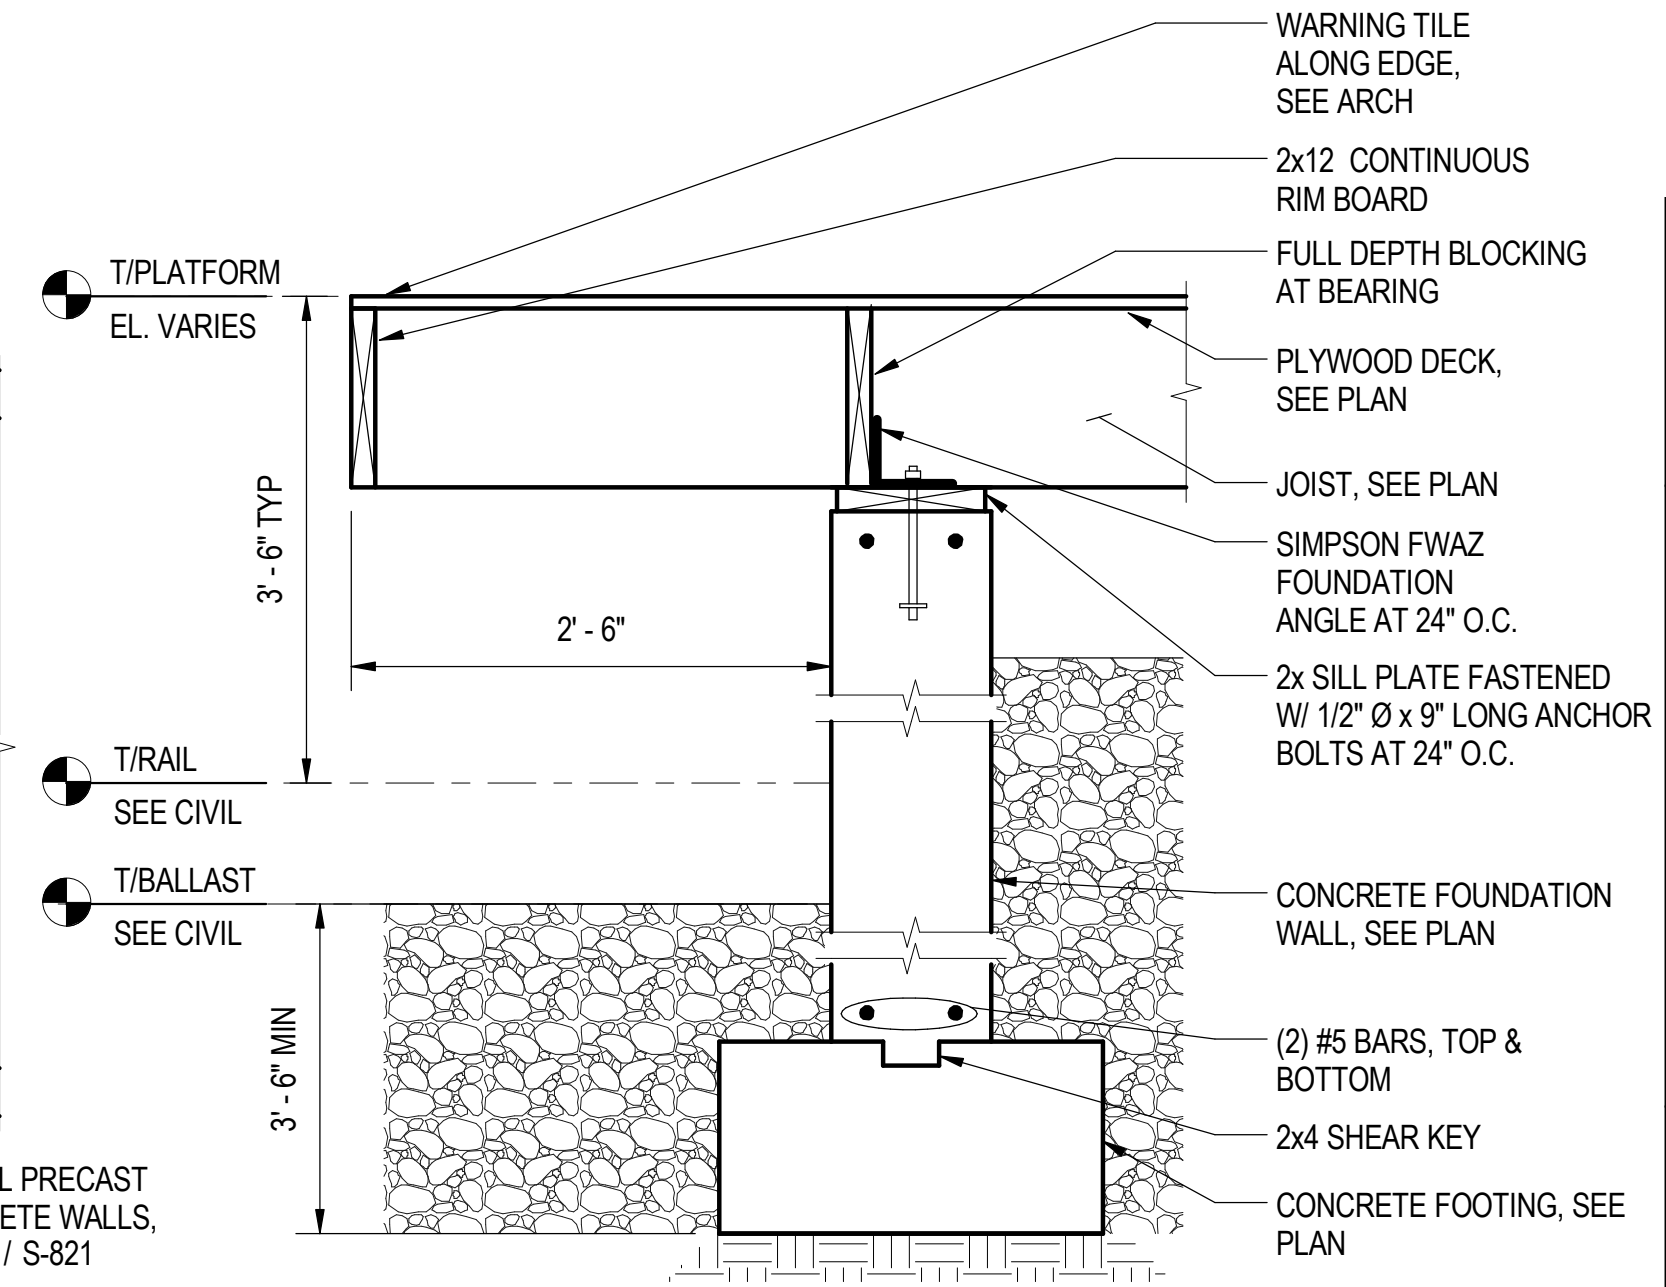 WARNING TILE
ALONG EDGE,
SEE ARCH
2x12 CONTINUOUS
RIM BOARD
FULL DEPTH BLOCKING
AT BEARING
PLYWOOD DECK,
SEE PLAN
JOIST, SEE PLAN
SIMPSON FWAZ
FOUNDATION
ANGLE AT 24" O.C.
2x SILL PLATE FASTENED
W/ 1/2" Ø x 9" LONG ANCHOR
BOLTS AT 24" O.C.
CONCRETE FOUNDATION
WALL, SEE PLAN
(2) #5 BARS, TOP &
BOTTOM
2x4 SHEAR KEY
CONCRETE FOOTING, SEE
PLAN
T/PLATFORM
EL. VARIES
3' - 6" TYP
2' - 6"
T/RAIL
SEE CIVIL
T/BALLAST
SEE CIVIL
3' - 6" MIN
L PRECAST
ETE WALLS,
/ S-821